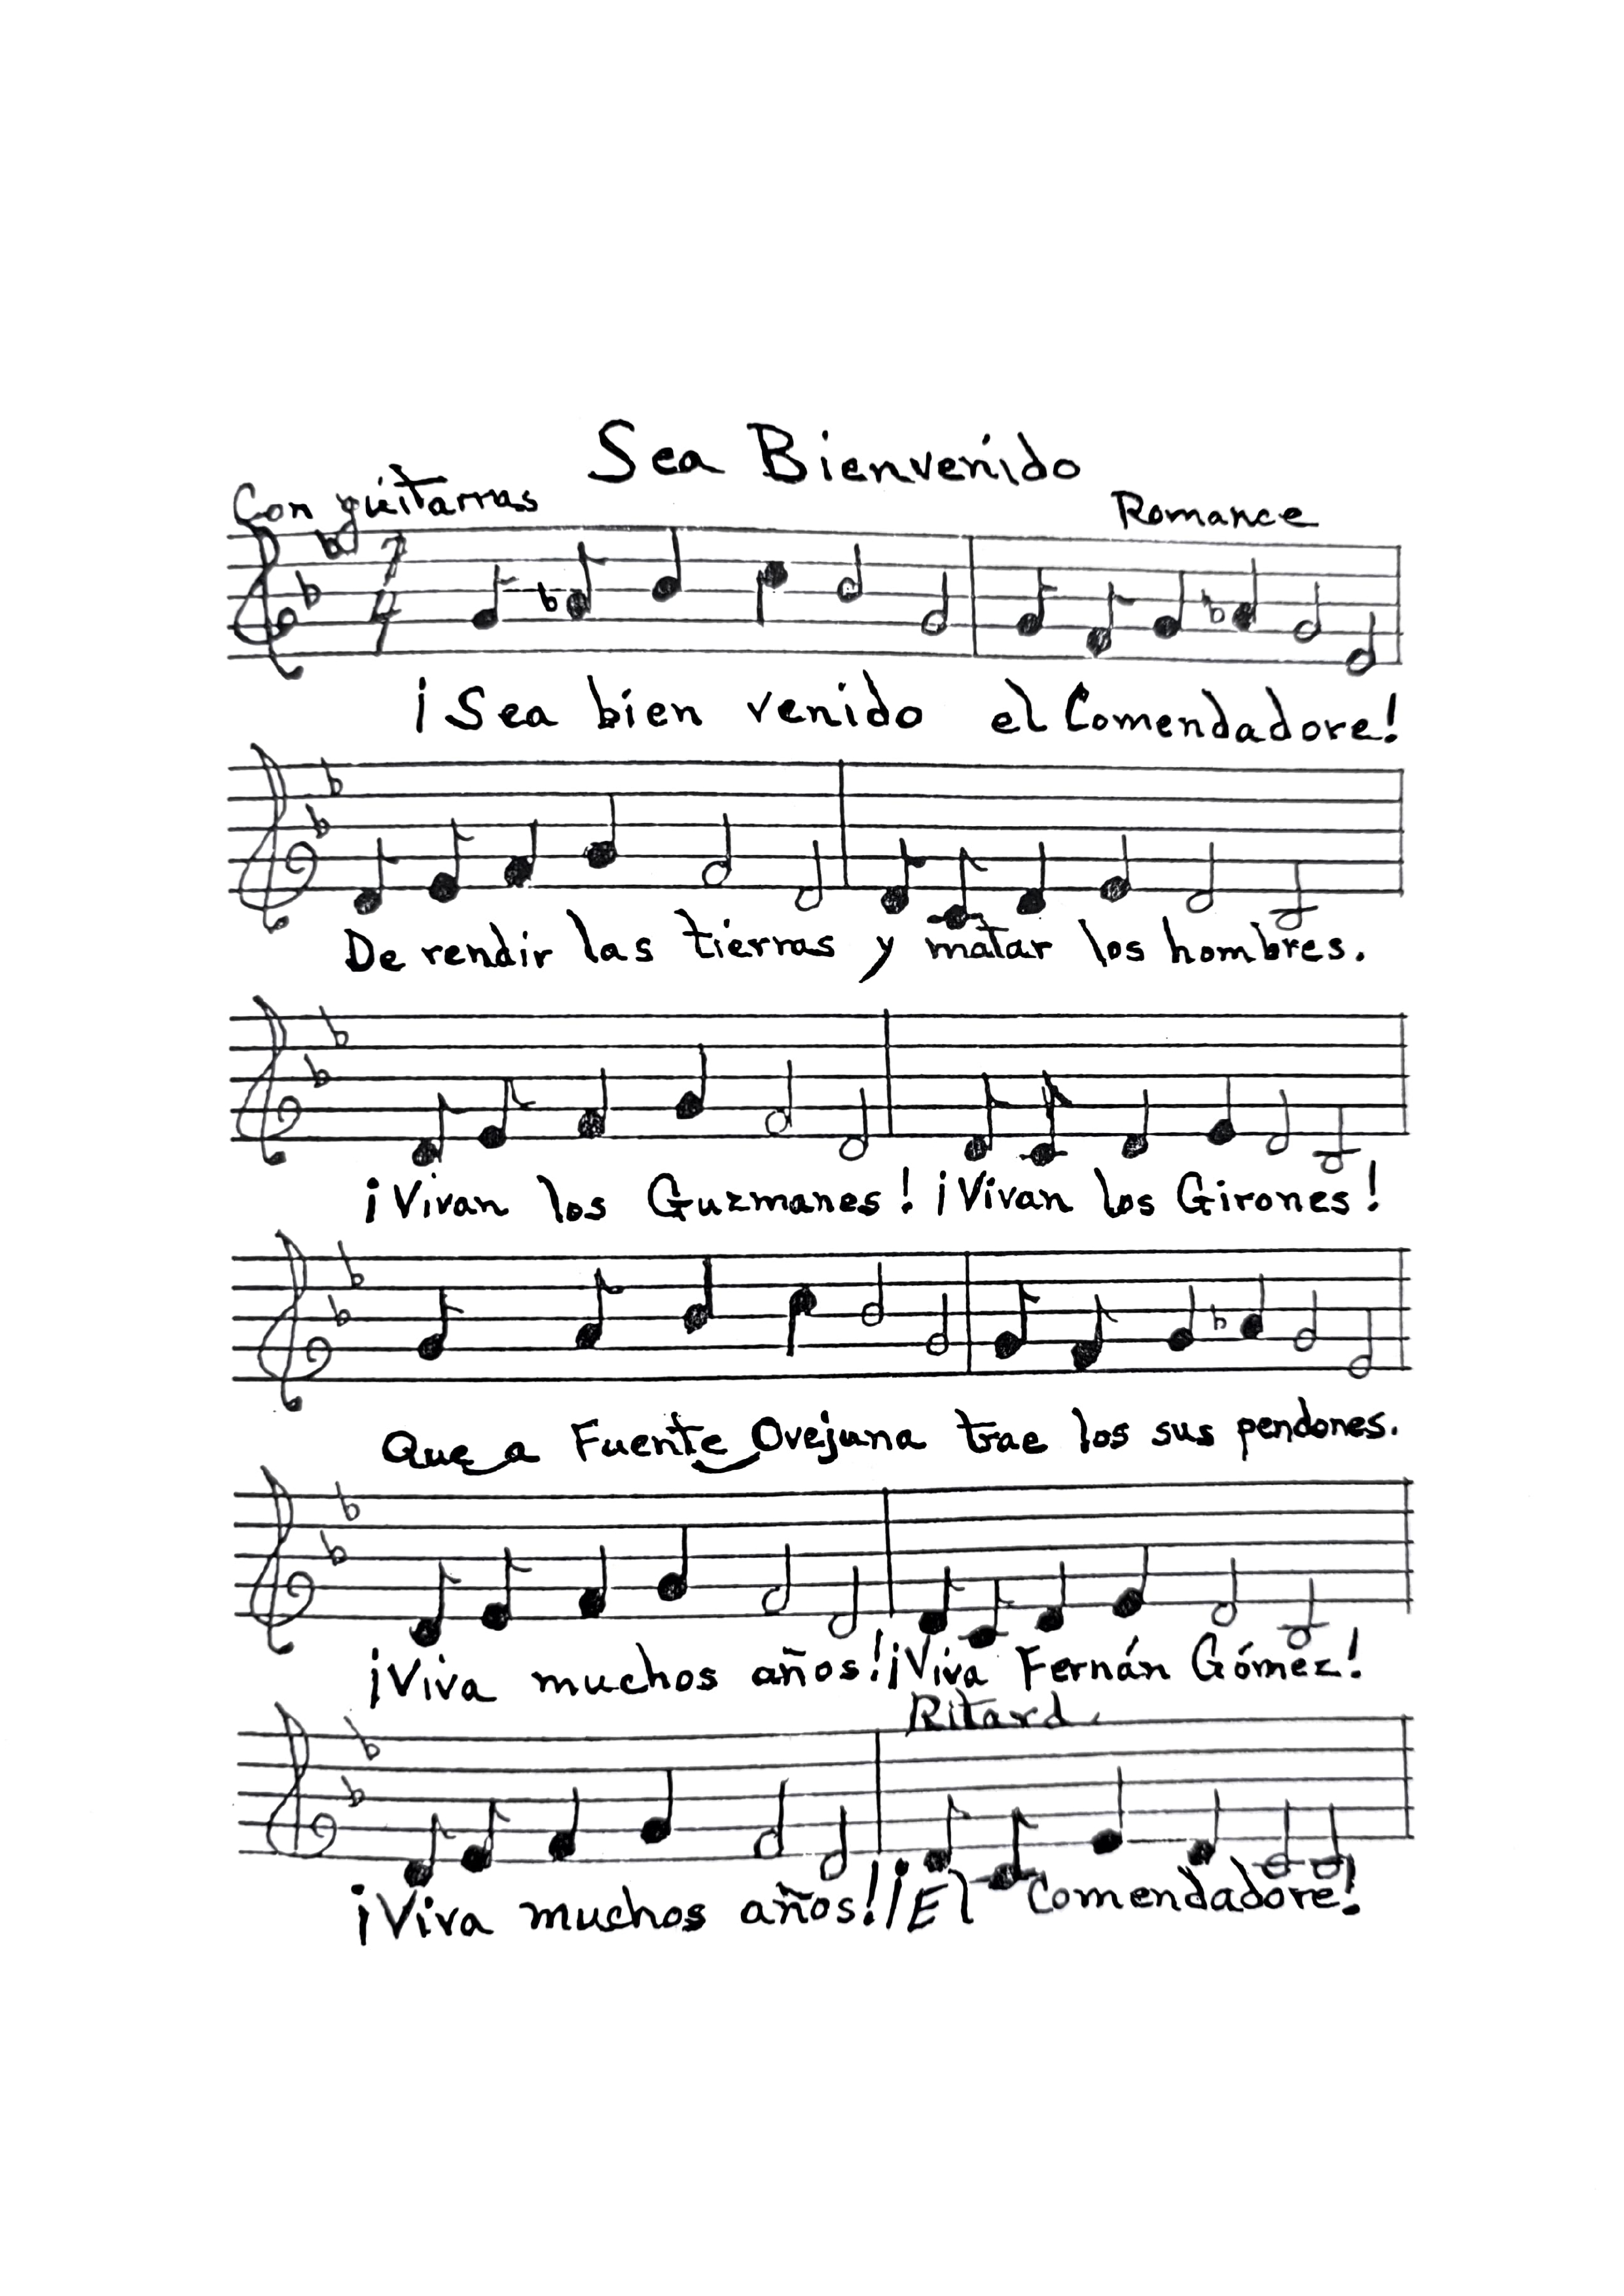 Sea Bienvenido
Con guitarras
Romance
7
4
¡Sea bien venido el Comendadore!
De rendir las tierras y matar los hombres.
¡Vivan los Guzmanes! ¡Vivan los Girones!
Que a Fuente Ovejuna trae los sus pendones.
¡Viva muchos años! ¡Viva Fernán Gómez!
Ritard.
¡Viva muchos años! ¡El Comendadore!